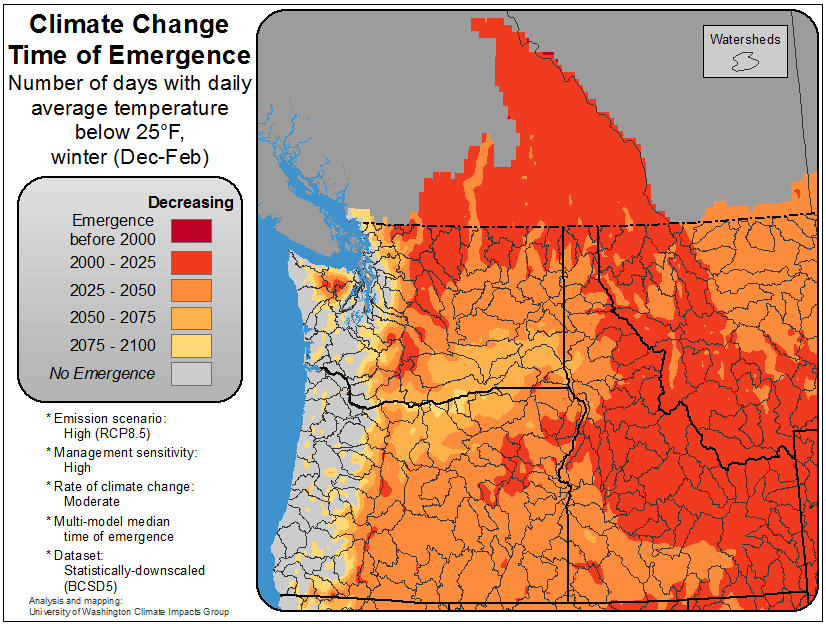 Climate Change
Time of Emergence
Number of days with daily
average temperature
below 25°F,
winter (Dec-Feb)
Watersheds
Decreasing
Emergence
before 2000
2000 - 2025
2025 - 2050
2050 - 2075
2075 - 2100
No Emergence
* Emission scenario:
High (RCP8.5)
* Management sensitivity:
High
* Rate of climate change:
Moderate
* Multi-model median
time of emergence
* Dataset:
Statistically-downscaled
(BCSD5)
Analysis and mapping:
University of Washington Climate Impacts Group